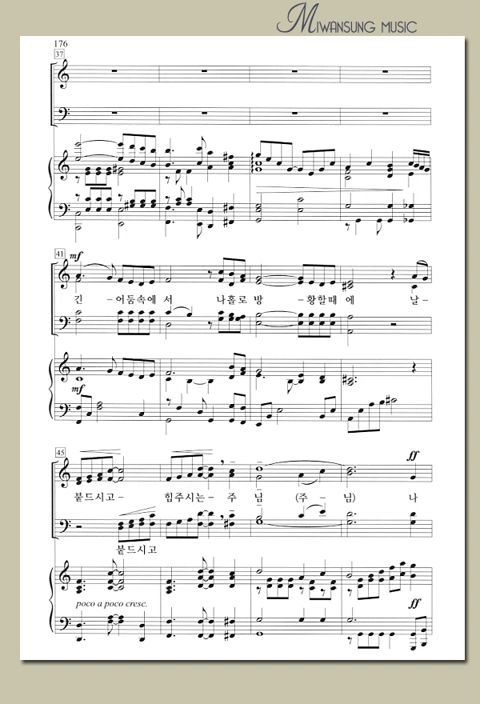 MIWANSUNG MUSIC
176
37
41
mf
긴 - 어둠속에 서 나홀로 방 - 황할때 에 날 -
mf
45
ff
붙드시고 - 힘주시는 - 주 님 (주 - 님) 나
붙드시고
poco a poco cresc.
ff